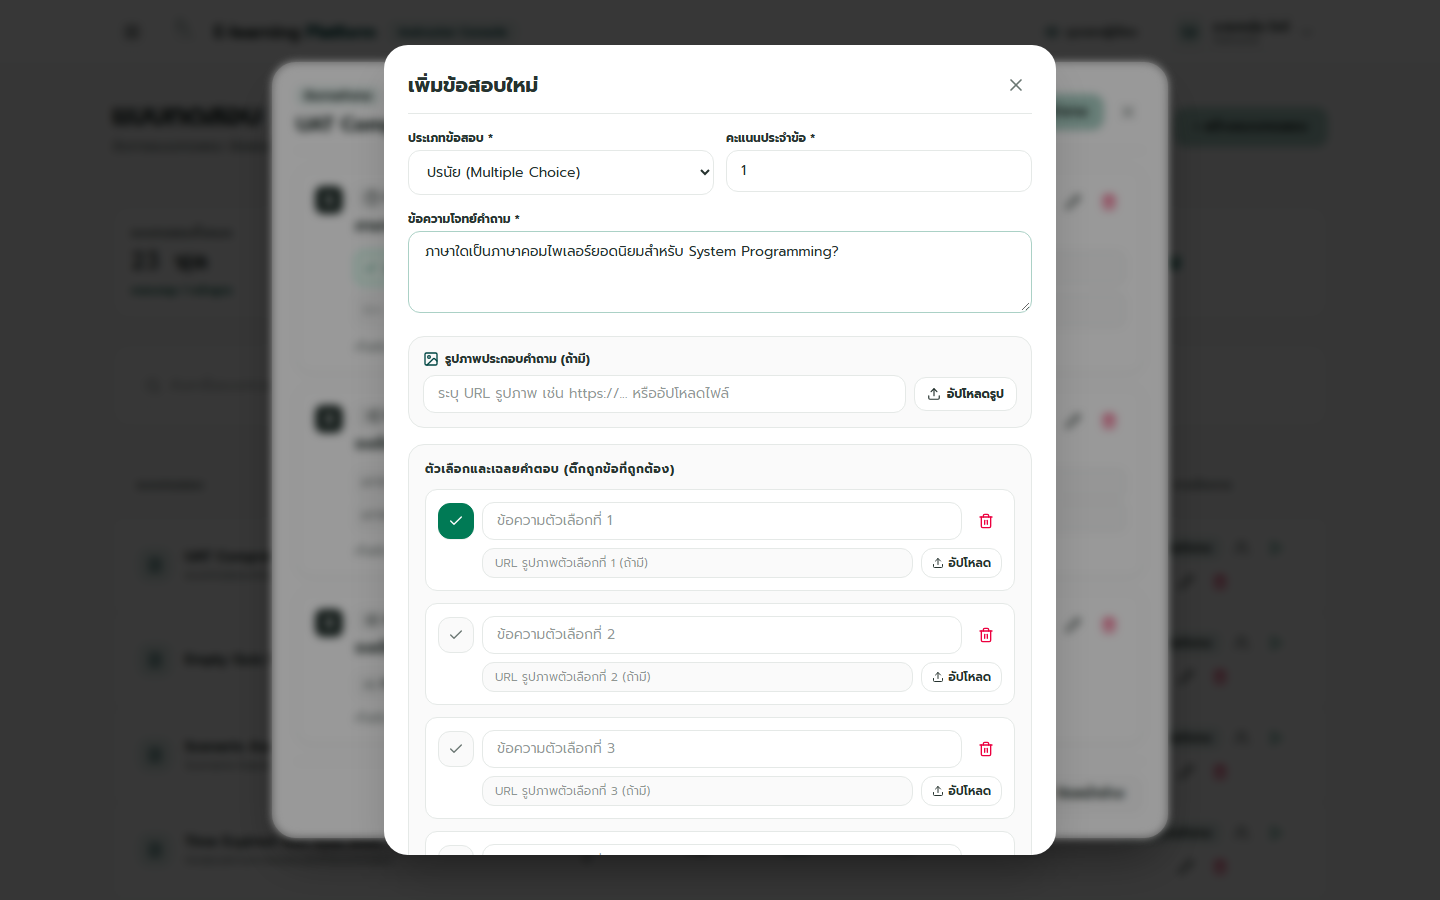 เพิ่มข้อสอบใหม่
ประเภทข้อสอบ *
คะแนนประจำข้อ *
ปรนัย (Multiple Choice)
1
ข้อความโจทย์คำถาม *
ภาษาใดเป็นภาษาคอมไพเลอร์ยอดนิยมสำหรับ System Programming?
รูปภาพประกอบคำถาม (ถ้ามี)
ระบุ URL รูปภาพ เช่น https://... หรืออัปโหลดไฟล์
อัปโหลดรูป
ตัวเลือกและเฉลยคำตอบ (ติ๊กถูกข้อที่ถูกต้อง)
ข้อความตัวเลือกที่ 1
URL รูปภาพตัวเลือกที่ 1 (ถ้ามี)
อัปโหลด
ข้อความตัวเลือกที่ 2
URL รูปภาพตัวเลือกที่ 2 (ถ้ามี)
อัปโหลด
ข้อความตัวเลือกที่ 3
URL รูปภาพตัวเลือกที่ 3 (ถ้ามี)
อัปโหลด